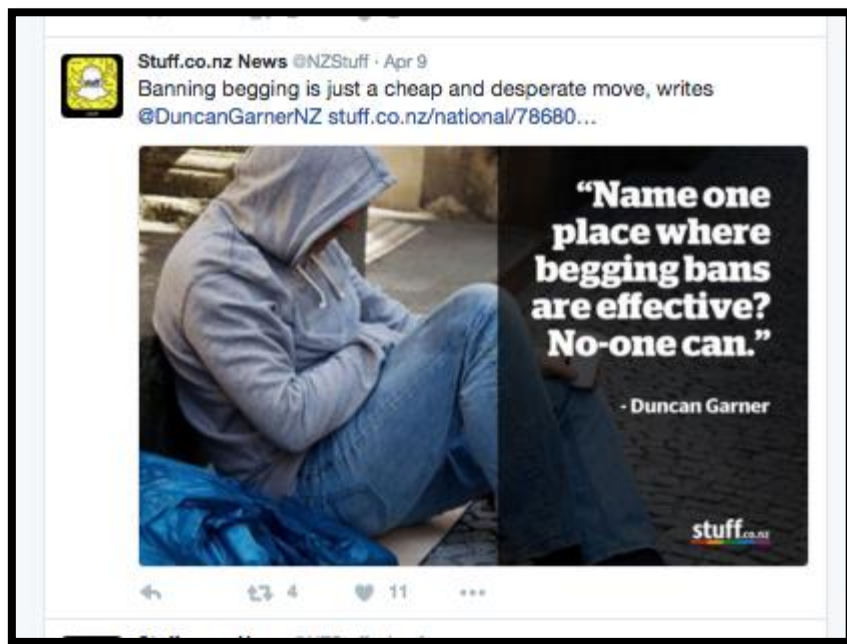 Stuff.co.nz News @NZStuff · Apr 9
Banning begging is just a cheap and desperate move, writes
@DuncanGarnerNZ stuff.co.nz/national/78680...
“Name one
place where
begging bans
are effective?
No-one can.”
- Duncan Garner
stuff.co.nz
4 11